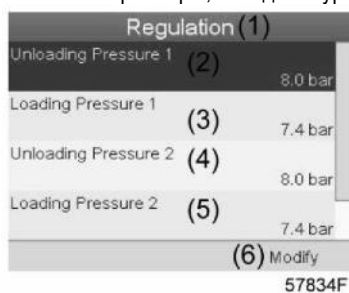 Regulation (1)
Unloading Pressure 1 (2)
8.0 bar
Loading Pressure 1 (3)
7.4 bar
Unloading Pressure 2 (4)
8.0 bar
Loading Pressure 2 (5)
7.4 bar
(6) Modify
57834F